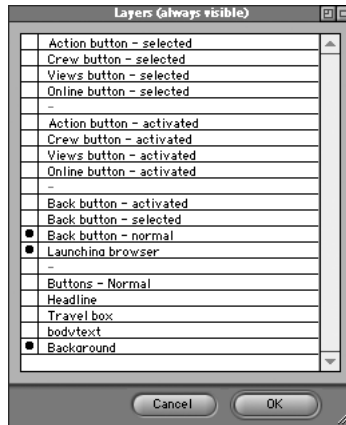 Layers (always visible)
Action button - selected
Crew button - selected
Views button - selected
Online button - selected
-
Action button - activated
Crew button - activated
Views button - activated
Online button - activated
-
Back button - activated
Back button - selected
Back button - normal
Launching browser
-
Buttons - Normal
Headline
Travel box
bodytext
Background
Cancel
OK